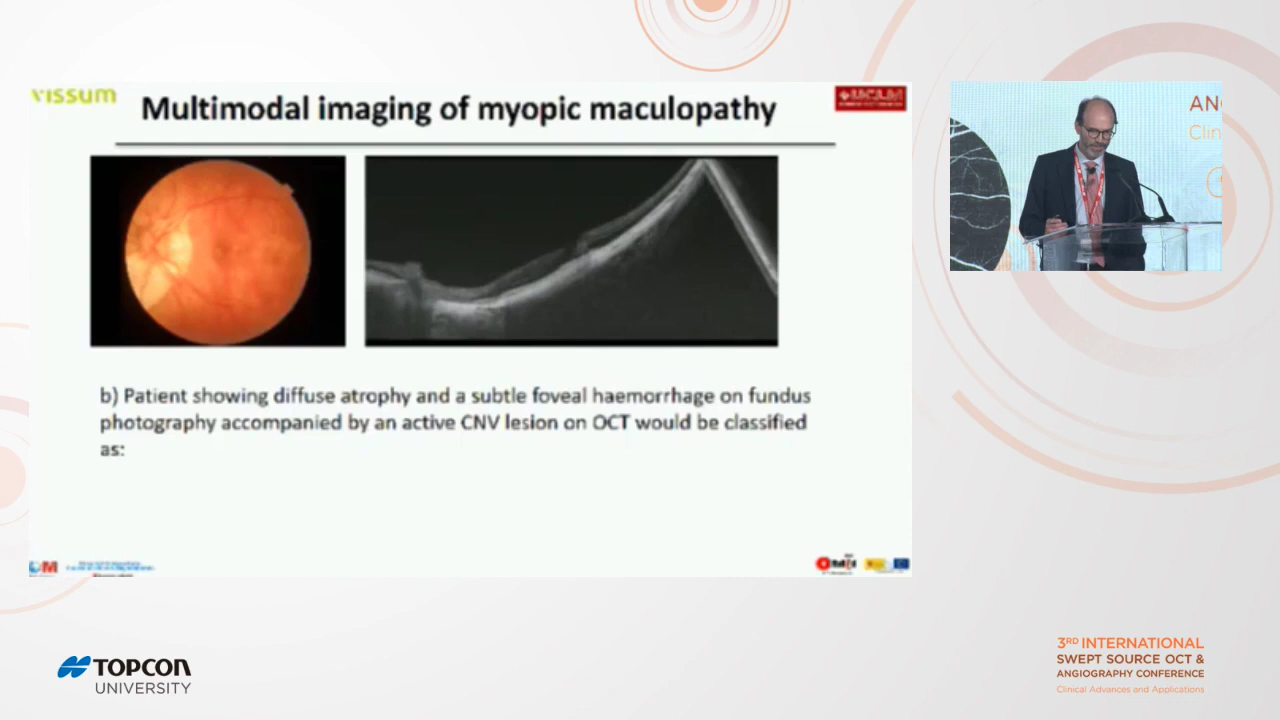 vissum
Multimodal imaging of myopic maculopathy
b) Patient showing diffuse atrophy and a subtle foveal haemorrhage on fundus
photography accompanied by an active CNV lesion on OCT would be classified
as:
AN
Clin
TOPCON
UNIVERSITY
3RD INTERNATIONAL
SWEPT SOURCE OCT &
ANGIOGRAPHY CONFERENCE
Clinical Advances and Applications